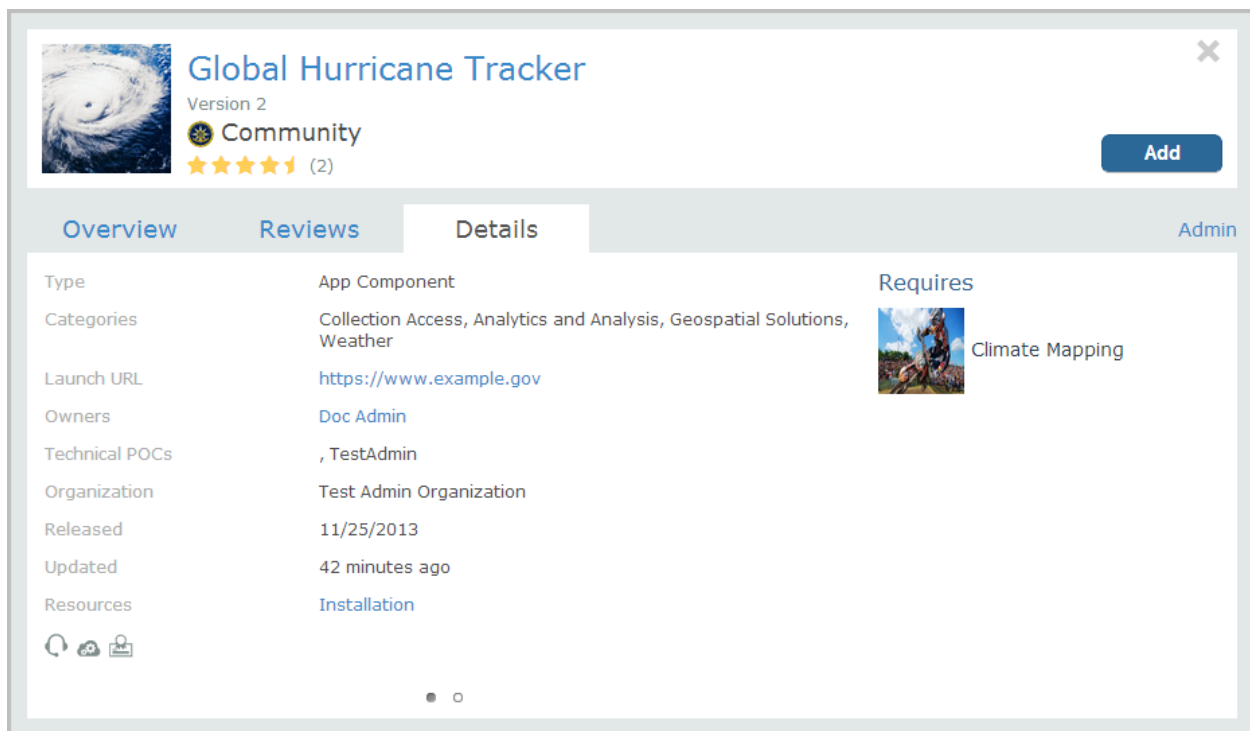 Global Hurricane Tracker
Version 2
Community
(2)
Add
Overview
Reviews
Details
Admin
Type
App Component
Categories
Collection Access, Analytics and Analysis, Geospatial Solutions,
Weather
Launch URL
https://www.example.gov
Owners
Doc Admin
Technical POCs
, TestAdmin
Organization
Test Admin Organization
Released
11/25/2013
Updated
42 minutes ago
Resources
Installation
Requires
Climate Mapping